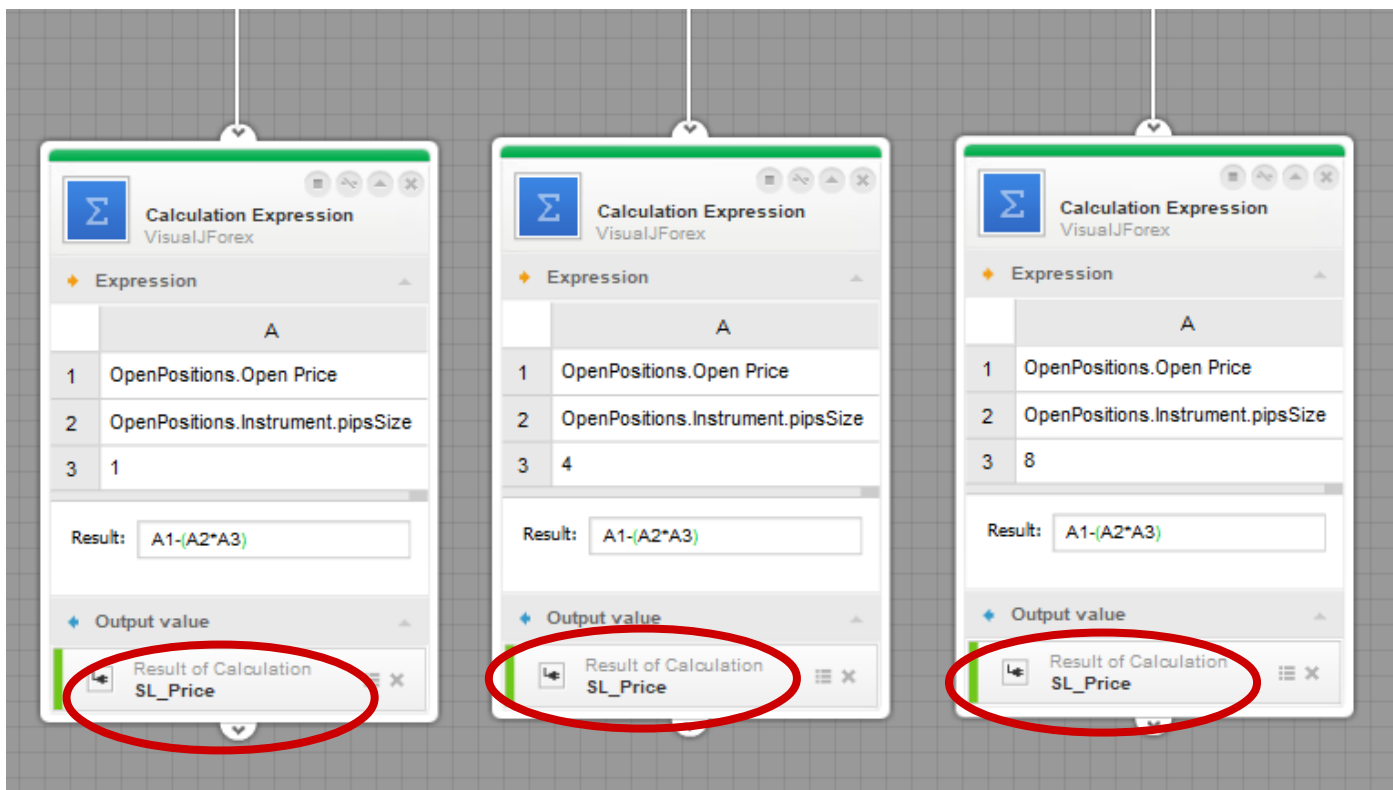 Calculation Expression
VisualJForex
Expression
A
1 OpenPositions.Open Price
2 OpenPositions.Instrument.pipsSize
3 1
Result: A1-(A2*A3)
Output value
Result of Calculation
SL_Price
Calculation Expression
VisualJForex
Expression
A
1 OpenPositions.Open Price
2 OpenPositions.Instrument.pipsSize
3 4
Result: A1-(A2*A3)
Output value
Result of Calculation
SL_Price
Calculation Expression
VisualJForex
Expression
A
1 OpenPositions.Open Price
2 OpenPositions.Instrument.pipsSize
3 8
Result: A1-(A2*A3)
Output value
Result of Calculation
SL_Price